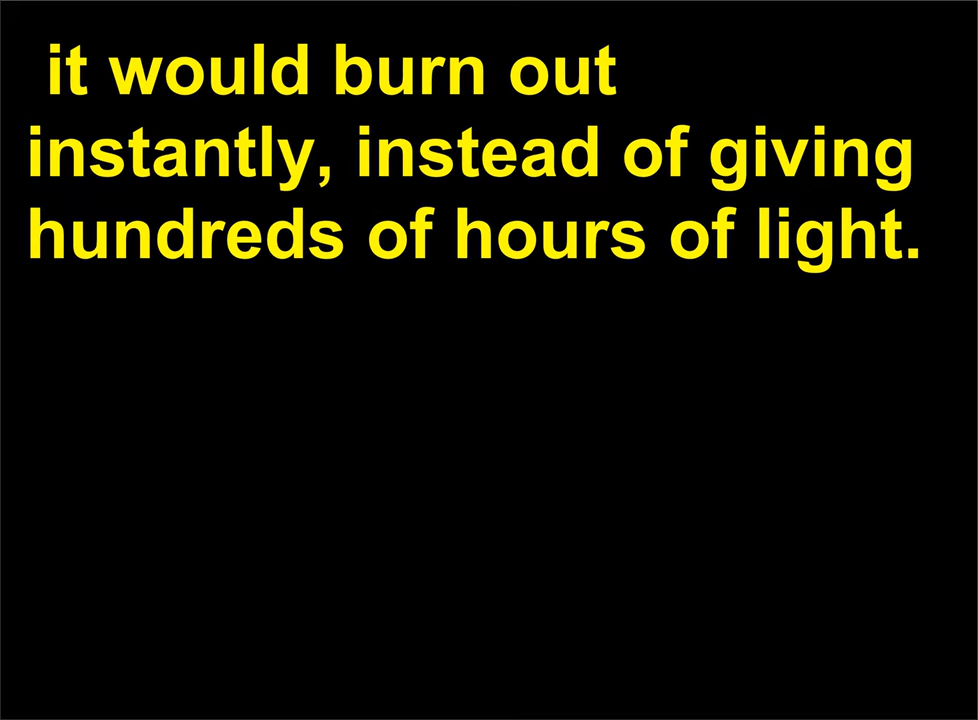 it would burn out
instantly, instead of giving
hundreds of hours of light.